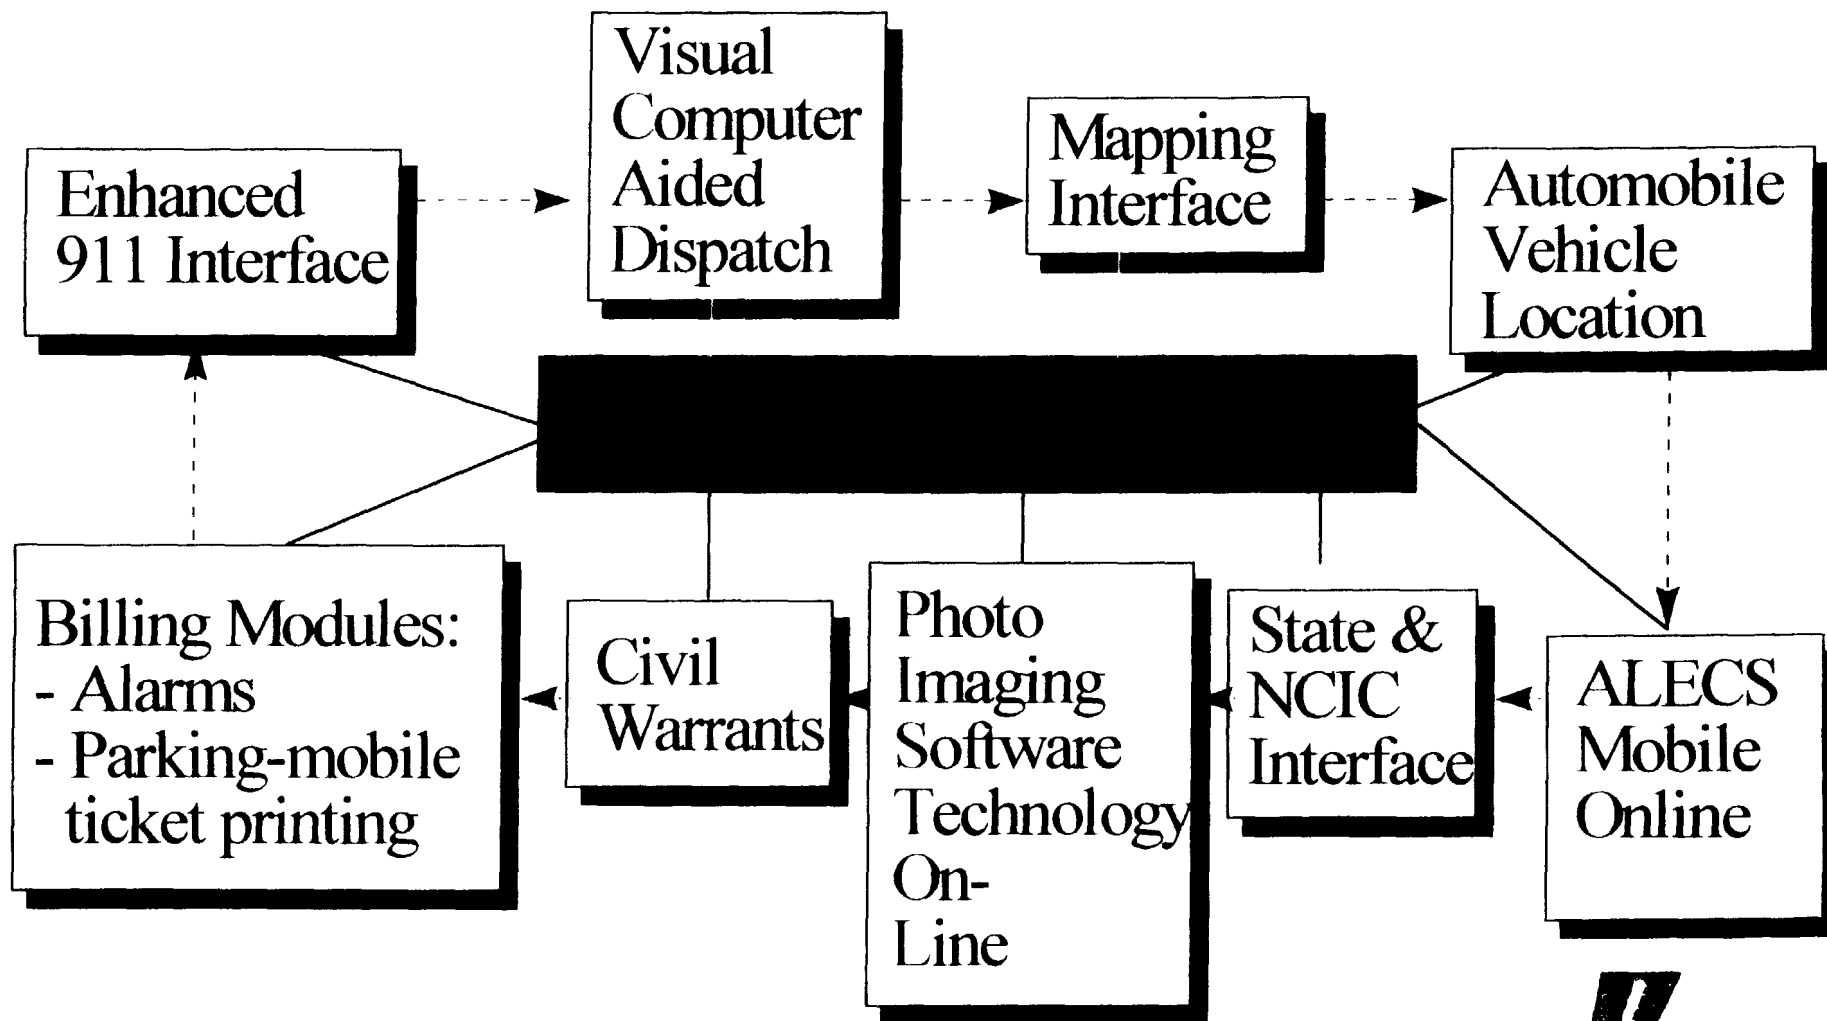 Enhanced
911 Interface
Visual
Computer
Aided
Dispatch
Mapping
Interface
Automobile
Vehicle
Location
Billing Modules:
- Alarms
- Parking-mobile
ticket printing
Civil
Warrants
Photo
Imaging
Software
Technology
On-
Line
State &
NCIC
Interface
ALECS
Mobile
Online